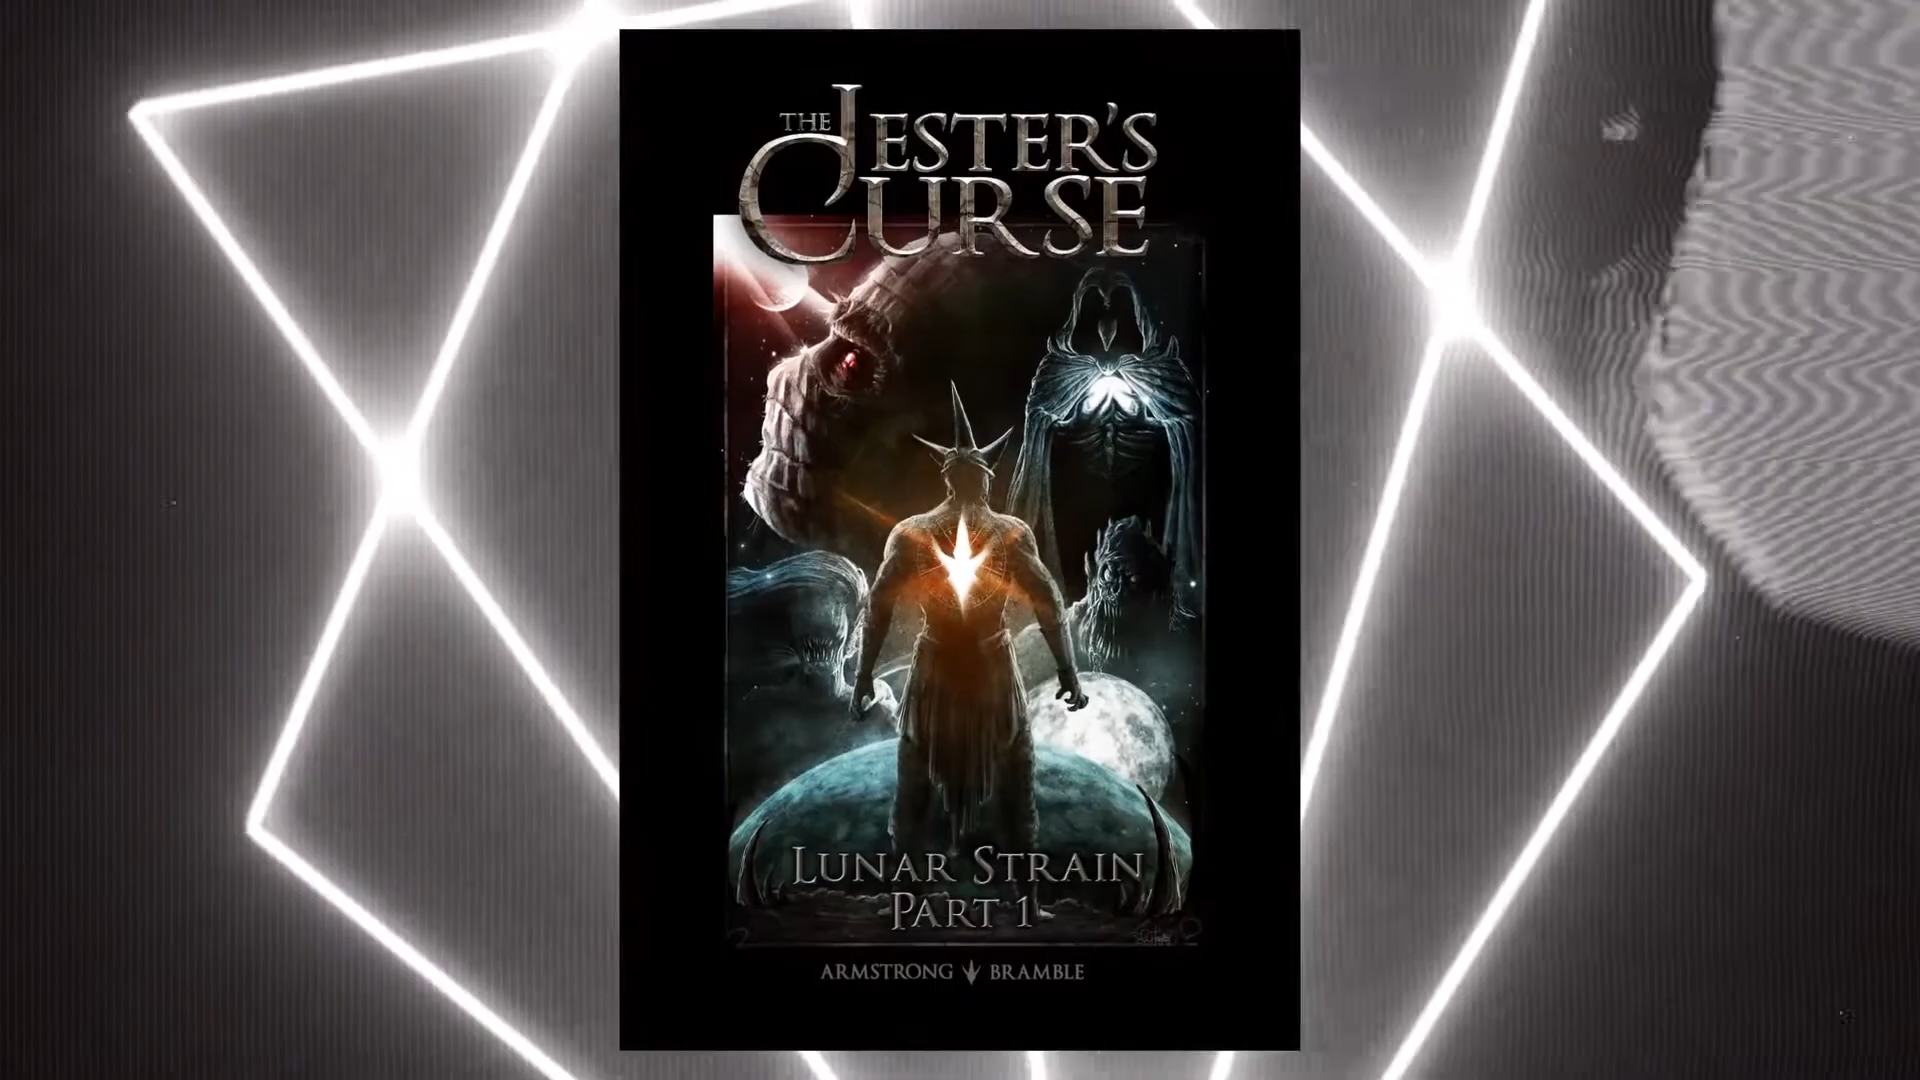 THE JESTER'S
CURSE
LUNAR STRAIN
PART 1
ARMSTRONG BRAMBLE